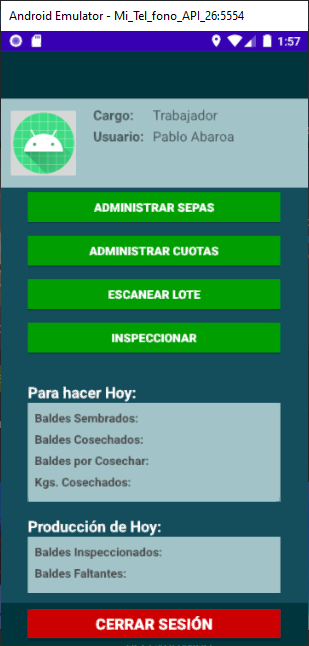 Android Emulator - Mi_Tel_fono_API_26:5554
1:57
Cargo: Trabajador
Usuario: Pablo Abaroa
ADMINISTRAR SEPAS
ADMINISTRAR CUOTAS
ESCANEAR LOTE
INSPECCIONAR
Para hacer Hoy:
Baldes Sembrados:
Baldes Cosechados:
Baldes por Cosechar:
Kgs. Cosechados:
Producción de Hoy:
Baldes Inspeccionados:
Baldes Faltantes:
CERRAR SESIÓN